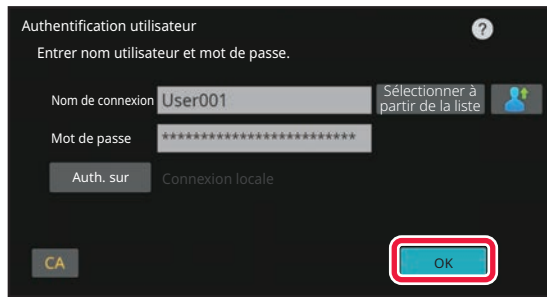 Authentification utilisateur
?
Entrer nom utilisateur et mot de passe.
Nom de connexion User001 Sélectionner à
partir de la liste
Mot de passe *************************
Auth. sur Connexion locale
CA OK